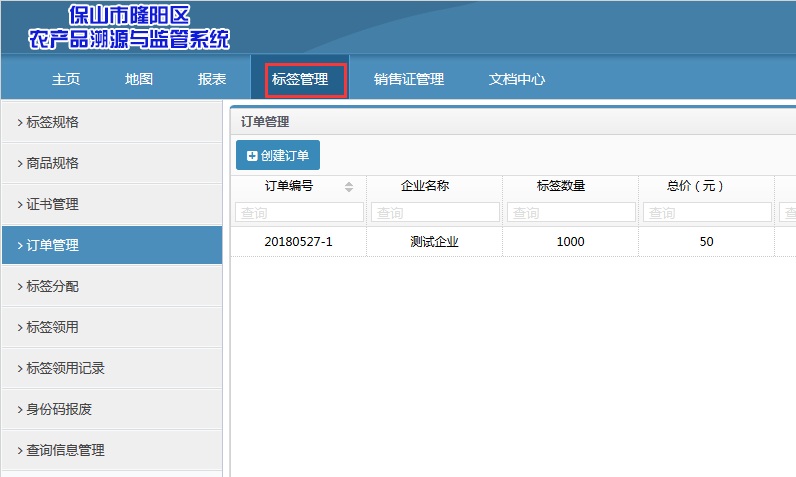 保山市隆阳区
农产品溯源与监管系统
主页 地图 报表 标签管理 销售证管理 文档中心
标签规格
商品规格
证书管理
订单管理
标签分配
标签领用
标签领用记录
身份码报废
查询信息管理
订单管理
创建订单
订单编号 企业名称 标签数量 总价（元）
查询 查询 查询 查询
20180527-1 测试企业 1000 50